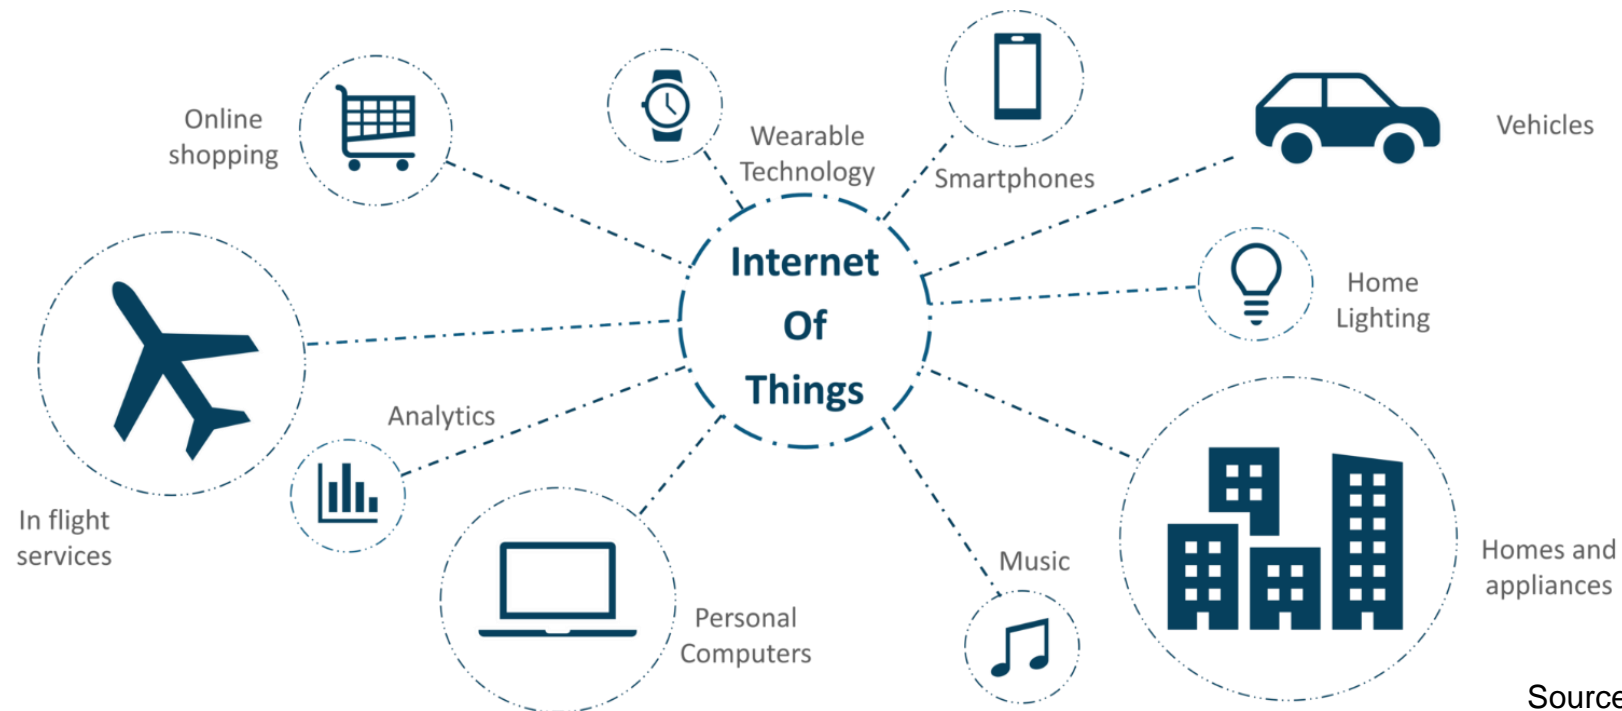 Online
shopping
Wearable
Technology
Smartphones
Vehicles
Internet
Of
Things
Home
Lighting
Analytics
In flight
services
Personal
Computers
Music
Homes and
appliances
Source